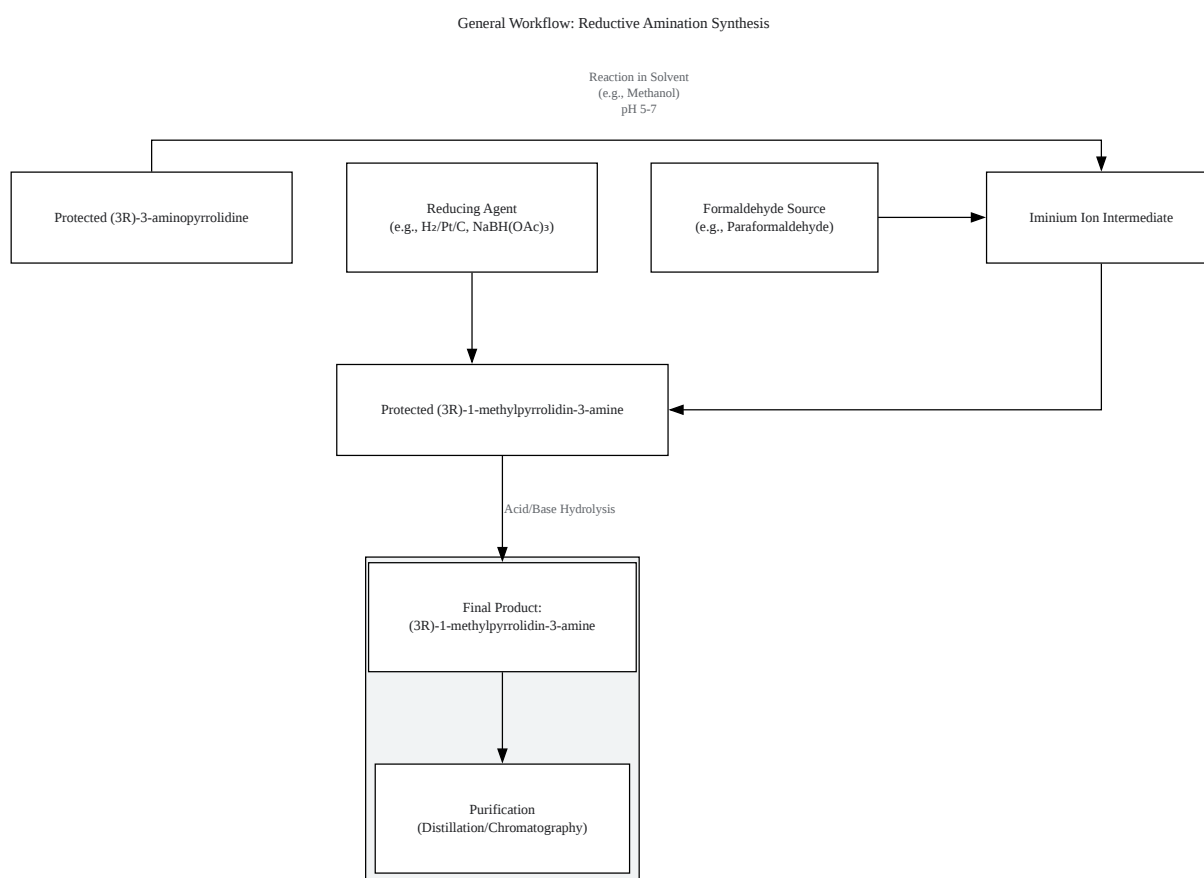 General Workflow: Reductive Amination Synthesis
Reaction in Solvent
(e.g., Methanol)
pH 5-7
Protected (3R)-3-aminopyrrolidine
Reducing Agent
(e.g., H₂/Pt/C, NaBH(OAc)₃)
Formaldehyde Source
(e.g., Paraformaldehyde)
Iminium Ion Intermediate
Protected (3R)-1-methylpyrrolidin-3-amine
Acid/Base Hydrolysis
Final Product:
(3R)-1-methylpyrrolidin-3-amine
Purification
(Distillation/Chromatography)